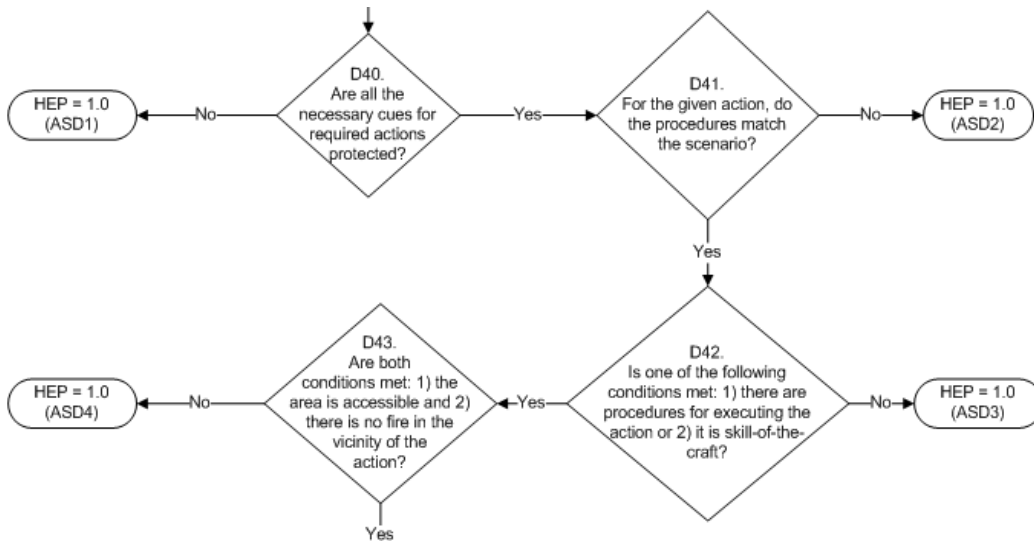 D40.
Are all the
necessary cues for
required actions
protected?
HEP = 1.0
(ASD1)
No
Yes
D41.
For the given action, do
the procedures match
the scenario?
No
HEP = 1.0
(ASD2)
Yes
D42.
Is one of the following
conditions met: 1) there are
procedures for executing the
action or 2) it is skill-of-the-
craft?
No
HEP = 1.0
(ASD3)
Yes
D43.
Are both
conditions met: 1) the
area is accessible and 2)
there is no fire in the
vicinity of the
action?
No
HEP = 1.0
(ASD4)
Yes